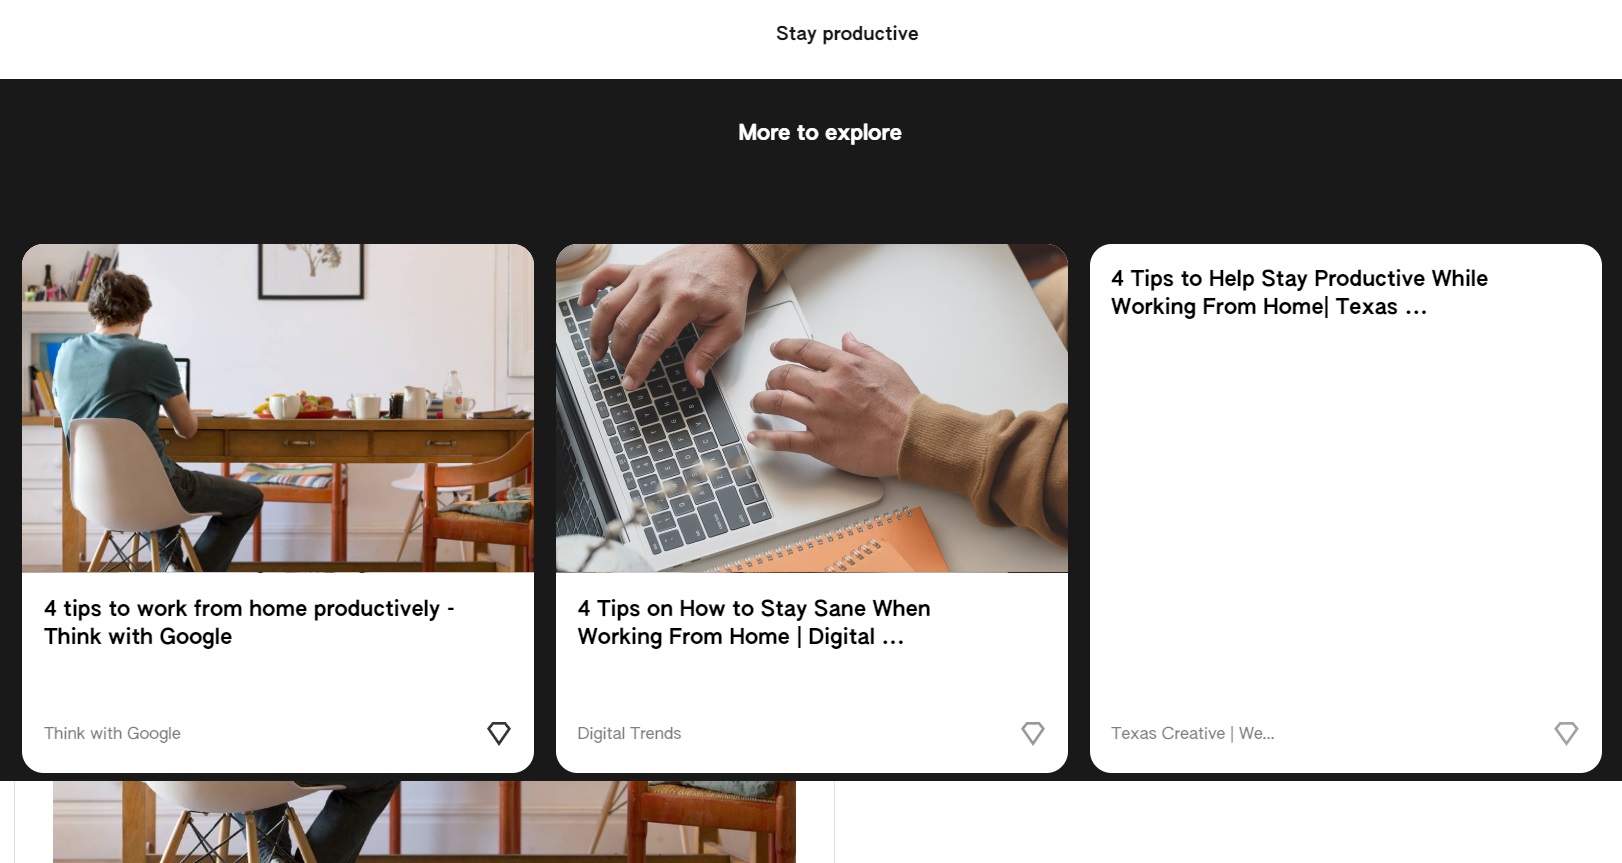 Stay productive
More to explore
4 tips to work from home productively -
Think with Google
Think with Google
4 Tips on How to Stay Sane When
Working From Home | Digital ...
Digital Trends
4 Tips to Help Stay Productive While
Working From Home| Texas ...
Texas Creative | We...